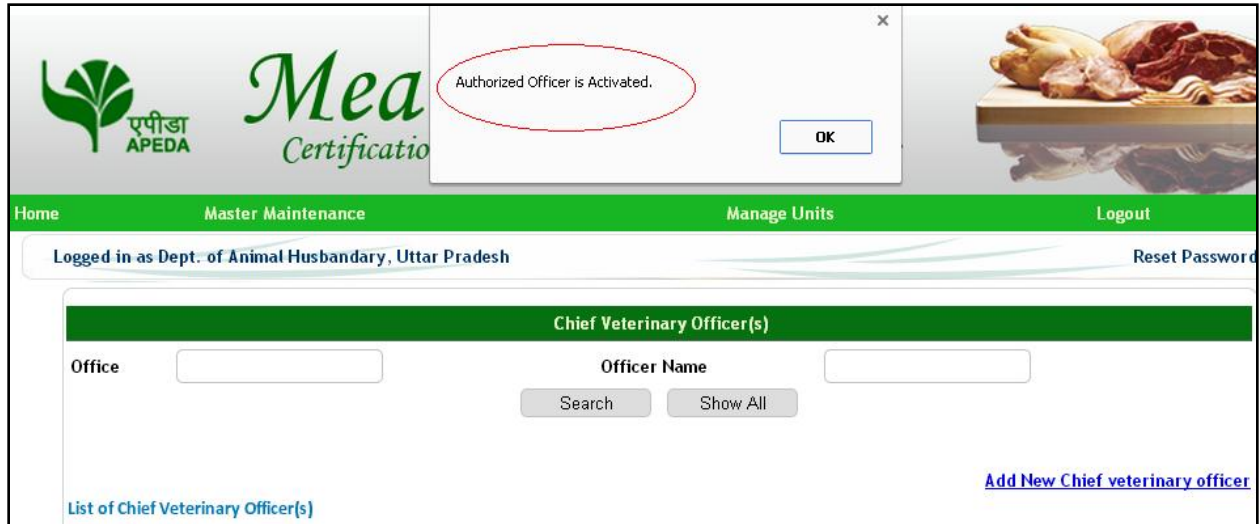 एपीडा
APEDA
Mea
Certificatio
Authorized Officer is Activated.
OK
Home Master Maintenance Manage Units Logout
Logged in as Dept. of Animal Husbandary, Uttar Pradesh Reset Password
Chief Veterinary Officer(s)
Office Officer Name
Search Show All
Add New Chief veterinary officer
List of Chief Veterinary Officer(s)